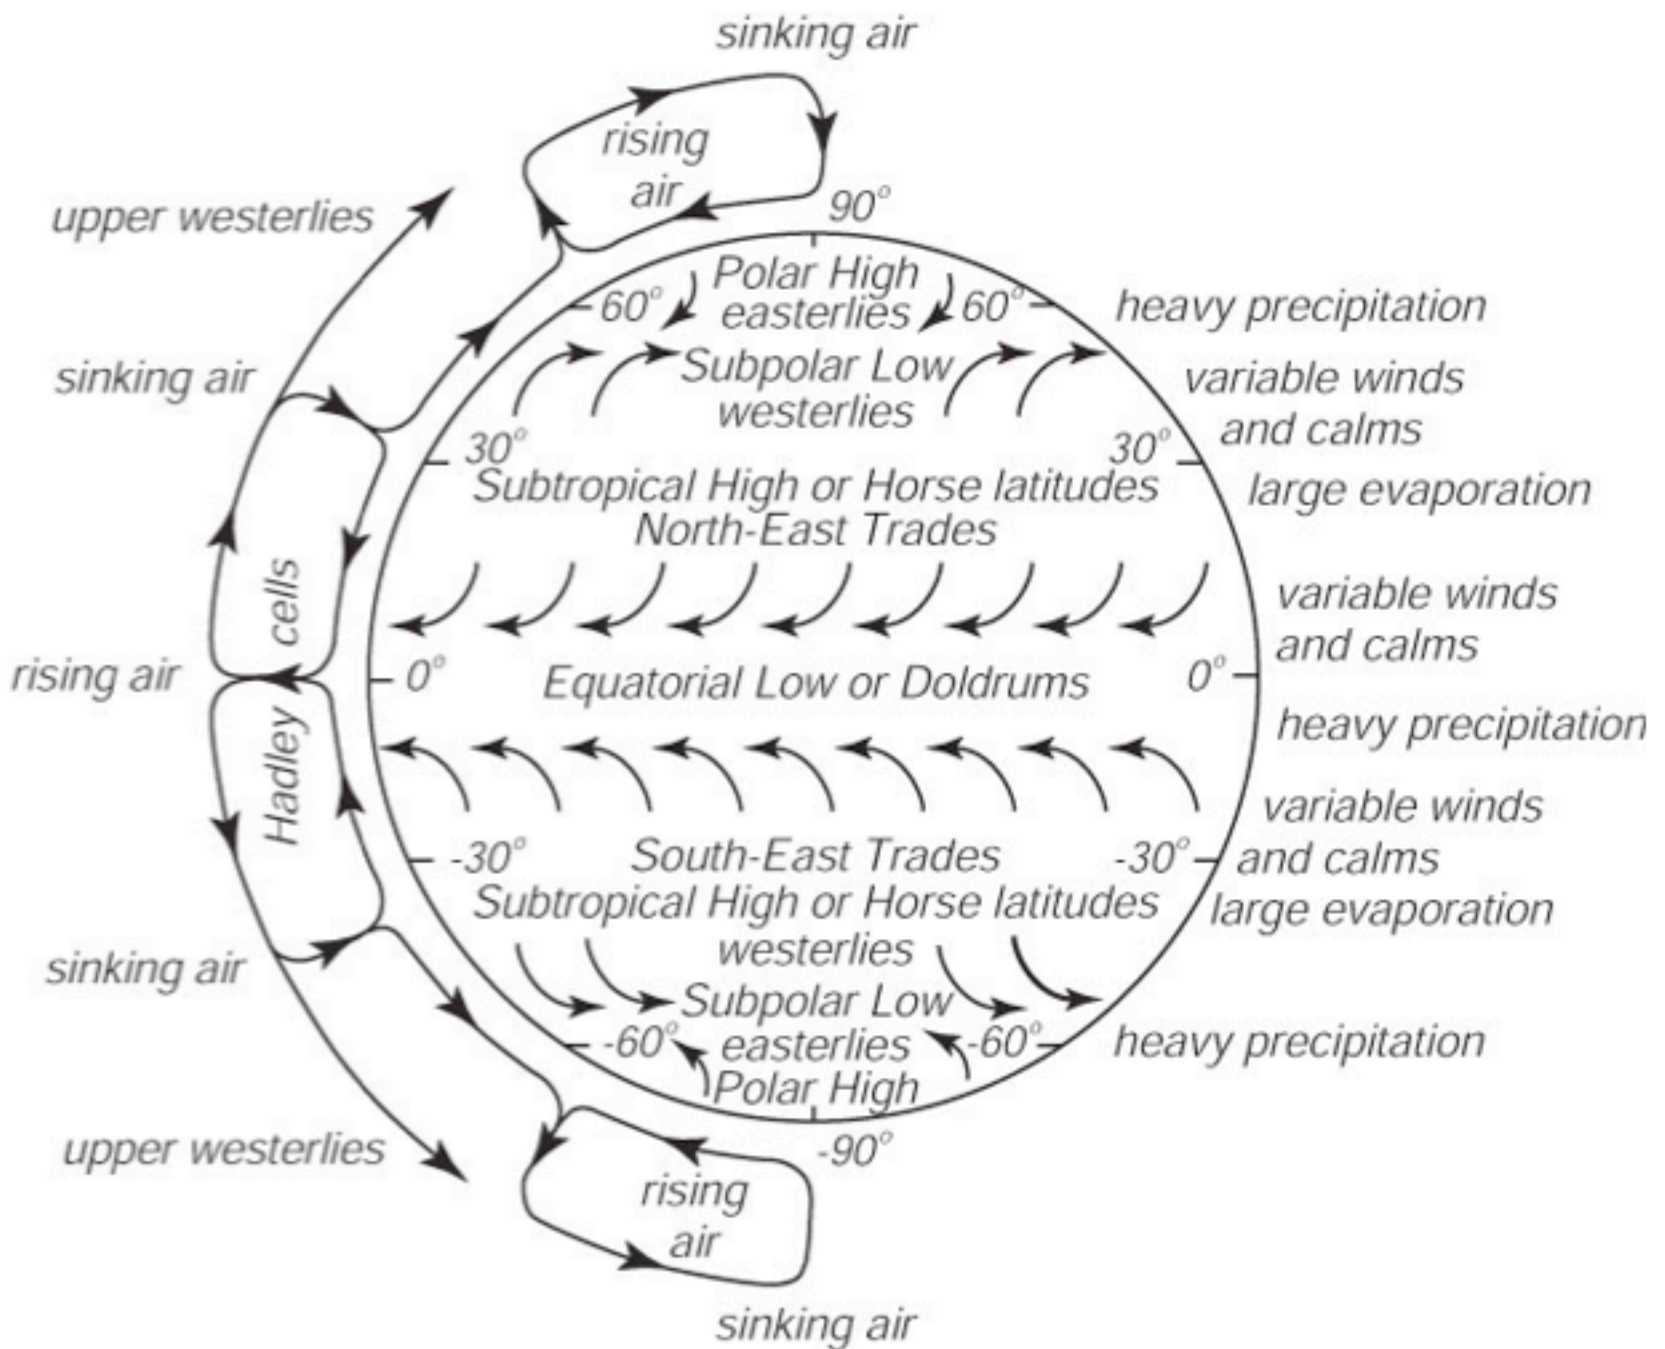 sinking air
rising
air
upper westerlies
90°
Polar High
easterlies
60°
60°
heavy precipitation
sinking air
Subpolar Low
westerlies
variable winds
and calms
30°
30°
Subtropical High or Horse latitudes
large evaporation
North-East Trades
Hadley cells
variable winds
and calms
rising air
0°
Equatorial Low or Doldrums
0°
heavy precipitation
variable winds
and calms
-30°
South-East Trades
-30°
Subtropical High or Horse latitudes
large evaporation
westerlies
sinking air
Subpolar Low
-60°
easterlies
-60°
heavy precipitation
Polar High
upper westerlies
-90°
rising
air
sinking air